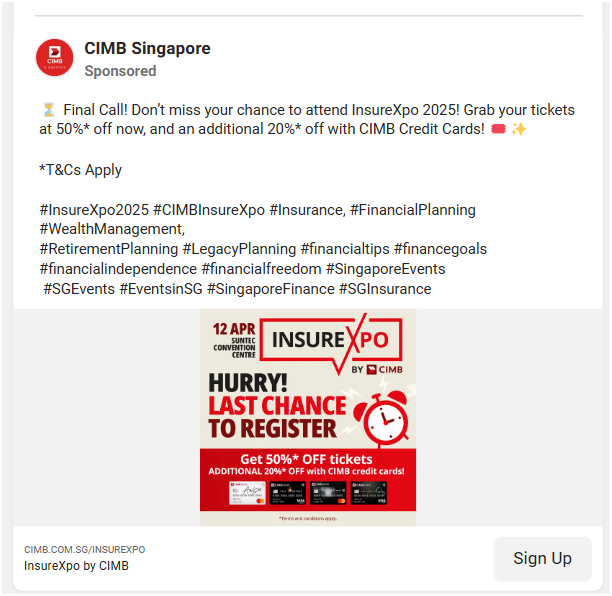 CIMB
CIMB Singapore
Sponsored
⏳ Final Call! Don't miss your chance to attend InsureXpo 2025! Grab your tickets
at 50%* off now, and an additional 20%* off with CIMB Credit Cards! 🎟️ ✨
*T&Cs Apply
#InsureXpo2025 #CIMBInsureXpo #Insurance, #FinancialPlanning
#WealthManagement,
#RetirementPlanning #LegacyPlanning #financialtips #financegoals
#financialindependence #financialfreedom #SingaporeEvents
#SGEvents #EventsinSG #SingaporeFinance #SGInsurance
12 APR
SUNTEC
CONVENTION
CENTRE
INSUREXPO
BY CIMB
HURRY!
LAST CHANCE
TO REGISTER
Get 50%* OFF tickets
ADDITIONAL 20%* OFF with CIMB credit cards!
*Terms and conditions apply.
CIMB.COM.SG/INSUREXPO
InsureXpo by CIMB
Sign Up